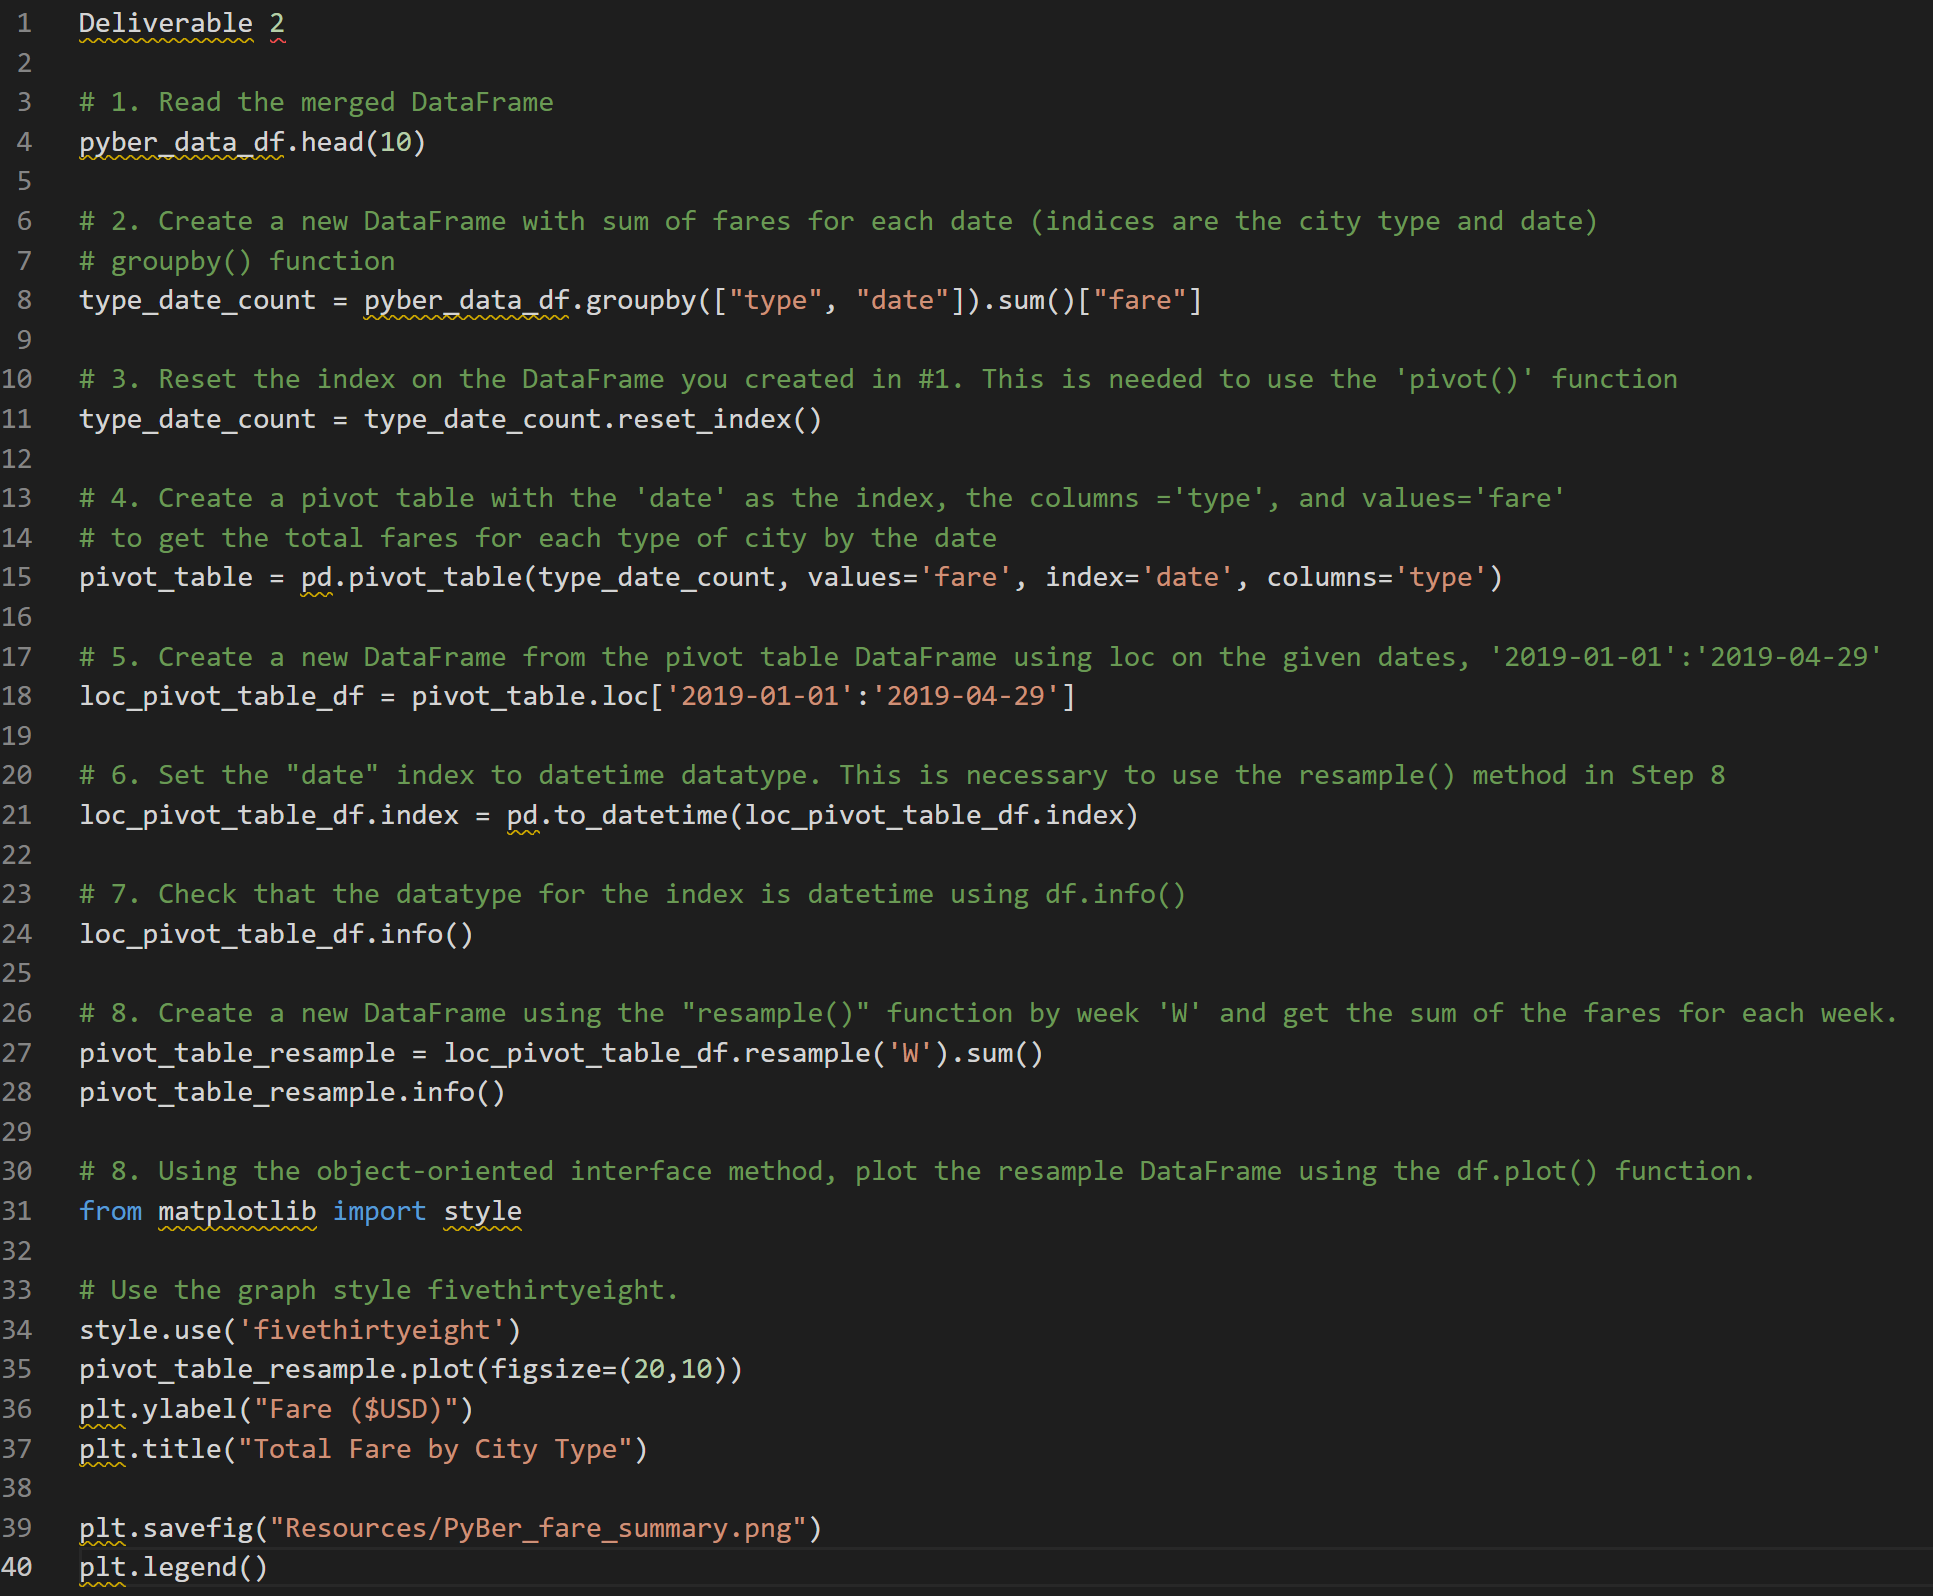 1 Deliverable 2
2
3 # 1. Read the merged DataFrame
4 pyber_data_df.head(10)
5
6 # 2. Create a new DataFrame with sum of fares for each date (indices are the city type and date)
7 # groupby() function
8 type_date_count = pyber_data_df.groupby(["type", "date"]).sum()["fare"]
9
10 # 3. Reset the index on the DataFrame you created in #1. This is needed to use the 'pivot()' function
11 type_date_count = type_date_count.reset_index()
12
13 # 4. Create a pivot table with the 'date' as the index, the columns ='type', and values='fare'
14 # to get the total fares for each type of city by the date
15 pivot_table = pd.pivot_table(type_date_count, values='fare', index='date', columns='type')
16
17 # 5. Create a new DataFrame from the pivot table DataFrame using loc on the given dates, '2019-01-01':'2019-04-29'
18 loc_pivot_table_df = pivot_table.loc['2019-01-01':'2019-04-29']
19
20 # 6. Set the "date" index to datetime datatype. This is necessary to use the resample() method in Step 8
21 loc_pivot_table_df.index = pd.to_datetime(loc_pivot_table_df.index)
22
23 # 7. Check that the datatype for the index is datetime using df.info()
24 loc_pivot_table_df.info()
25
26 # 8. Create a new DataFrame using the "resample()" function by week 'W' and get the sum of the fares for each week.
27 pivot_table_resample = loc_pivot_table_df.resample('W').sum()
28 pivot_table_resample.info()
29
30 # 8. Using the object-oriented interface method, plot the resample DataFrame using the df.plot() function.
31 from matplotlib import style
32
33 # Use the graph style fivethirtyeight.
34 style.use('fivethirtyeight')
35 pivot_table_resample.plot(figsize=(20,10))
36 plt.ylabel("Fare ($USD)")
37 plt.title("Total Fare by City Type")
38
39 plt.savefig("Resources/PyBer_fare_summary.png")
40 plt.legend()